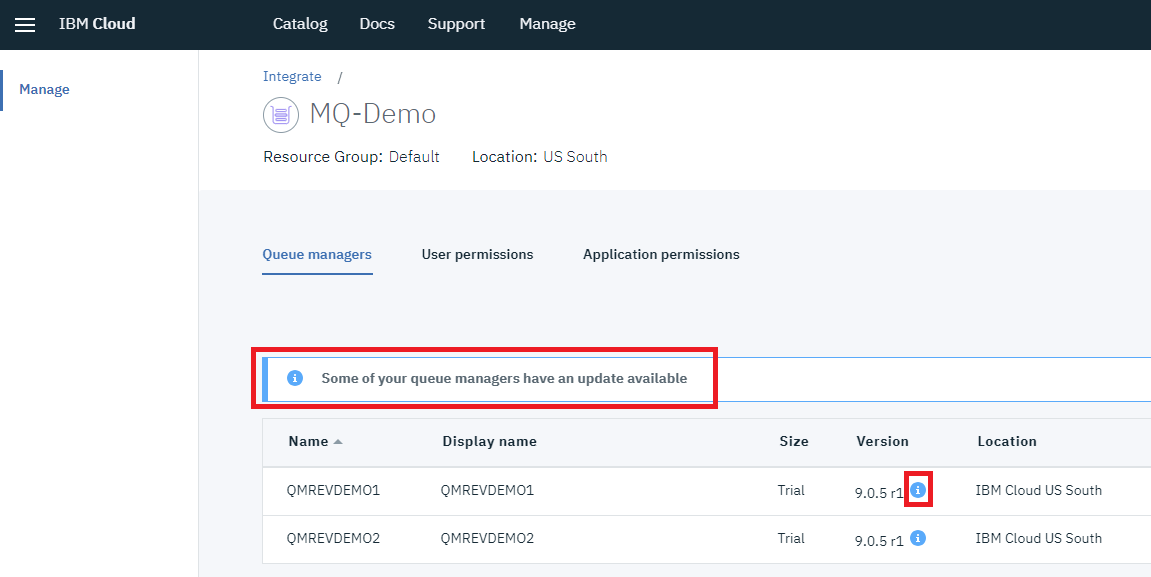 IBM Cloud Catalog Docs Support Manage
Manage
Integrate /
MQ-Demo
Resource Group: Default Location: US South
Queue managers User permissions Application permissions
Some of your queue managers have an update available
Name Display name Size Version Location
QMREVDEMO1 QMREVDEMO1 Trial 9.0.5 r1 IBM Cloud US South
QMREVDEMO2 QMREVDEMO2 Trial 9.0.5 r1 IBM Cloud US South